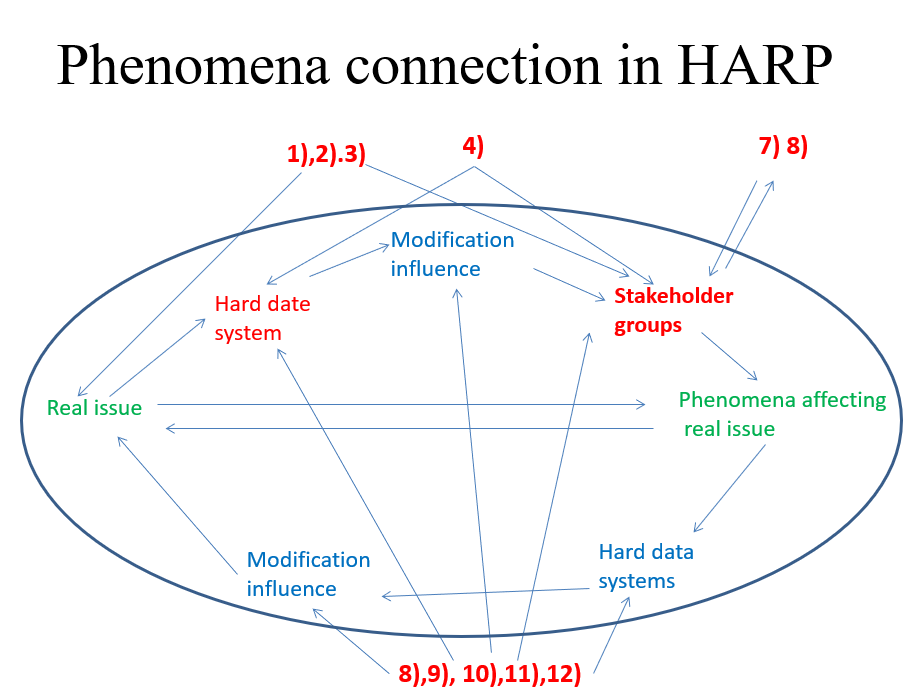 Phenomena connection in HARP
1),2).3)
4)
7) 8)
Modification
influence
Hard date
system
Stakeholder
groups
Real issue
Phenomena affecting
real issue
Modification
influence
Hard data
systems
8),9), 10),11),12)